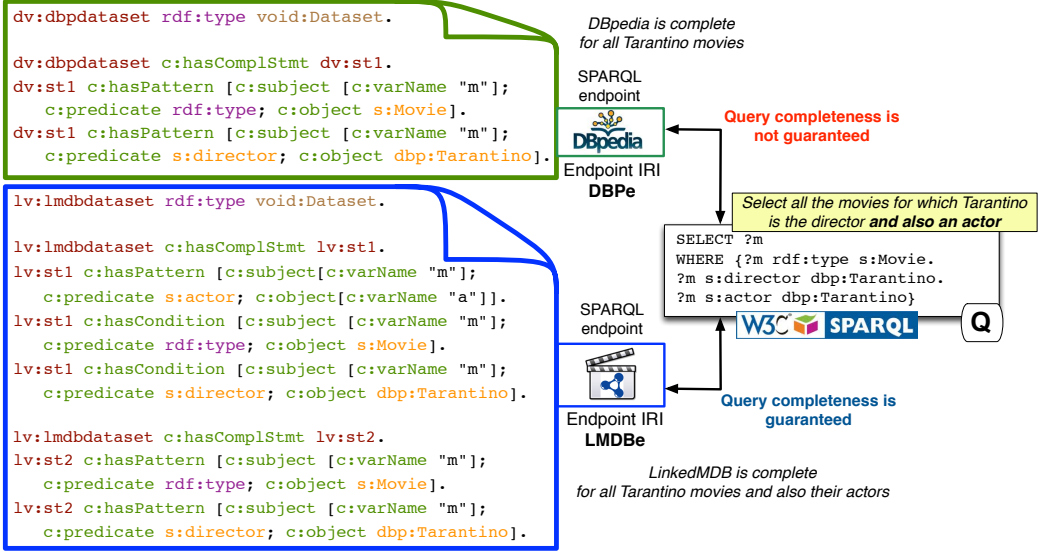 dv:dbpdataset rdf:type void:Dataset.
dv:dbpdataset c:hasComplStmt dv:st1.
dv:st1 c:hasPattern [c:subject [c:varName "m"];
c:predicate rdf:type; c:object s:Movie].
dv:st1 c:hasPattern [c:subject [c:varName "m"];
c:predicate s:director; c:object dbp:Tarantino].
DBpedia is complete
for all Tarantino movies
SPARQL
endpoint
DBpedia
Endpoint IRI
DBPe
Query completeness is
not guaranteed
lv:lmdbdataset rdf:type void:Dataset.
lv:lmdbdataset c:hasComplStmt lv:st1.
lv:st1 c:hasPattern [c:subject[c:varName "m"];
c:predicate s:actor; c:object[c:varName "a"]].
lv:st1 c:hasCondition [c:subject [c:varName "m"];
c:predicate rdf:type; c:object s:Movie].
lv:st1 c:hasCondition [c:subject [c:varName "m"];
c:predicate s:director; c:object dbp:Tarantino].
lv:lmdbdataset c:hasComplStmt lv:st2.
lv:st2 c:hasPattern [c:subject [c:varName "m"];
c:predicate rdf:type; c:object s:Movie].
lv:st2 c:hasPattern [c:subject [c:varName "m"];
c:predicate s:director; c:object dbp:Tarantino].
Select all the movies for which Tarantino
is the director and also an actor
SELECT ?m
WHERE {?m rdf:type s:Movie.
?m s:director dbp:Tarantino.
?m s:actor dbp:Tarantino}
W3C SPARQL
Q
SPARQL
endpoint
Endpoint IRI
LMDBe
Query completeness is
guaranteed
LinkedMDB is complete
for all Tarantino movies and also their actors